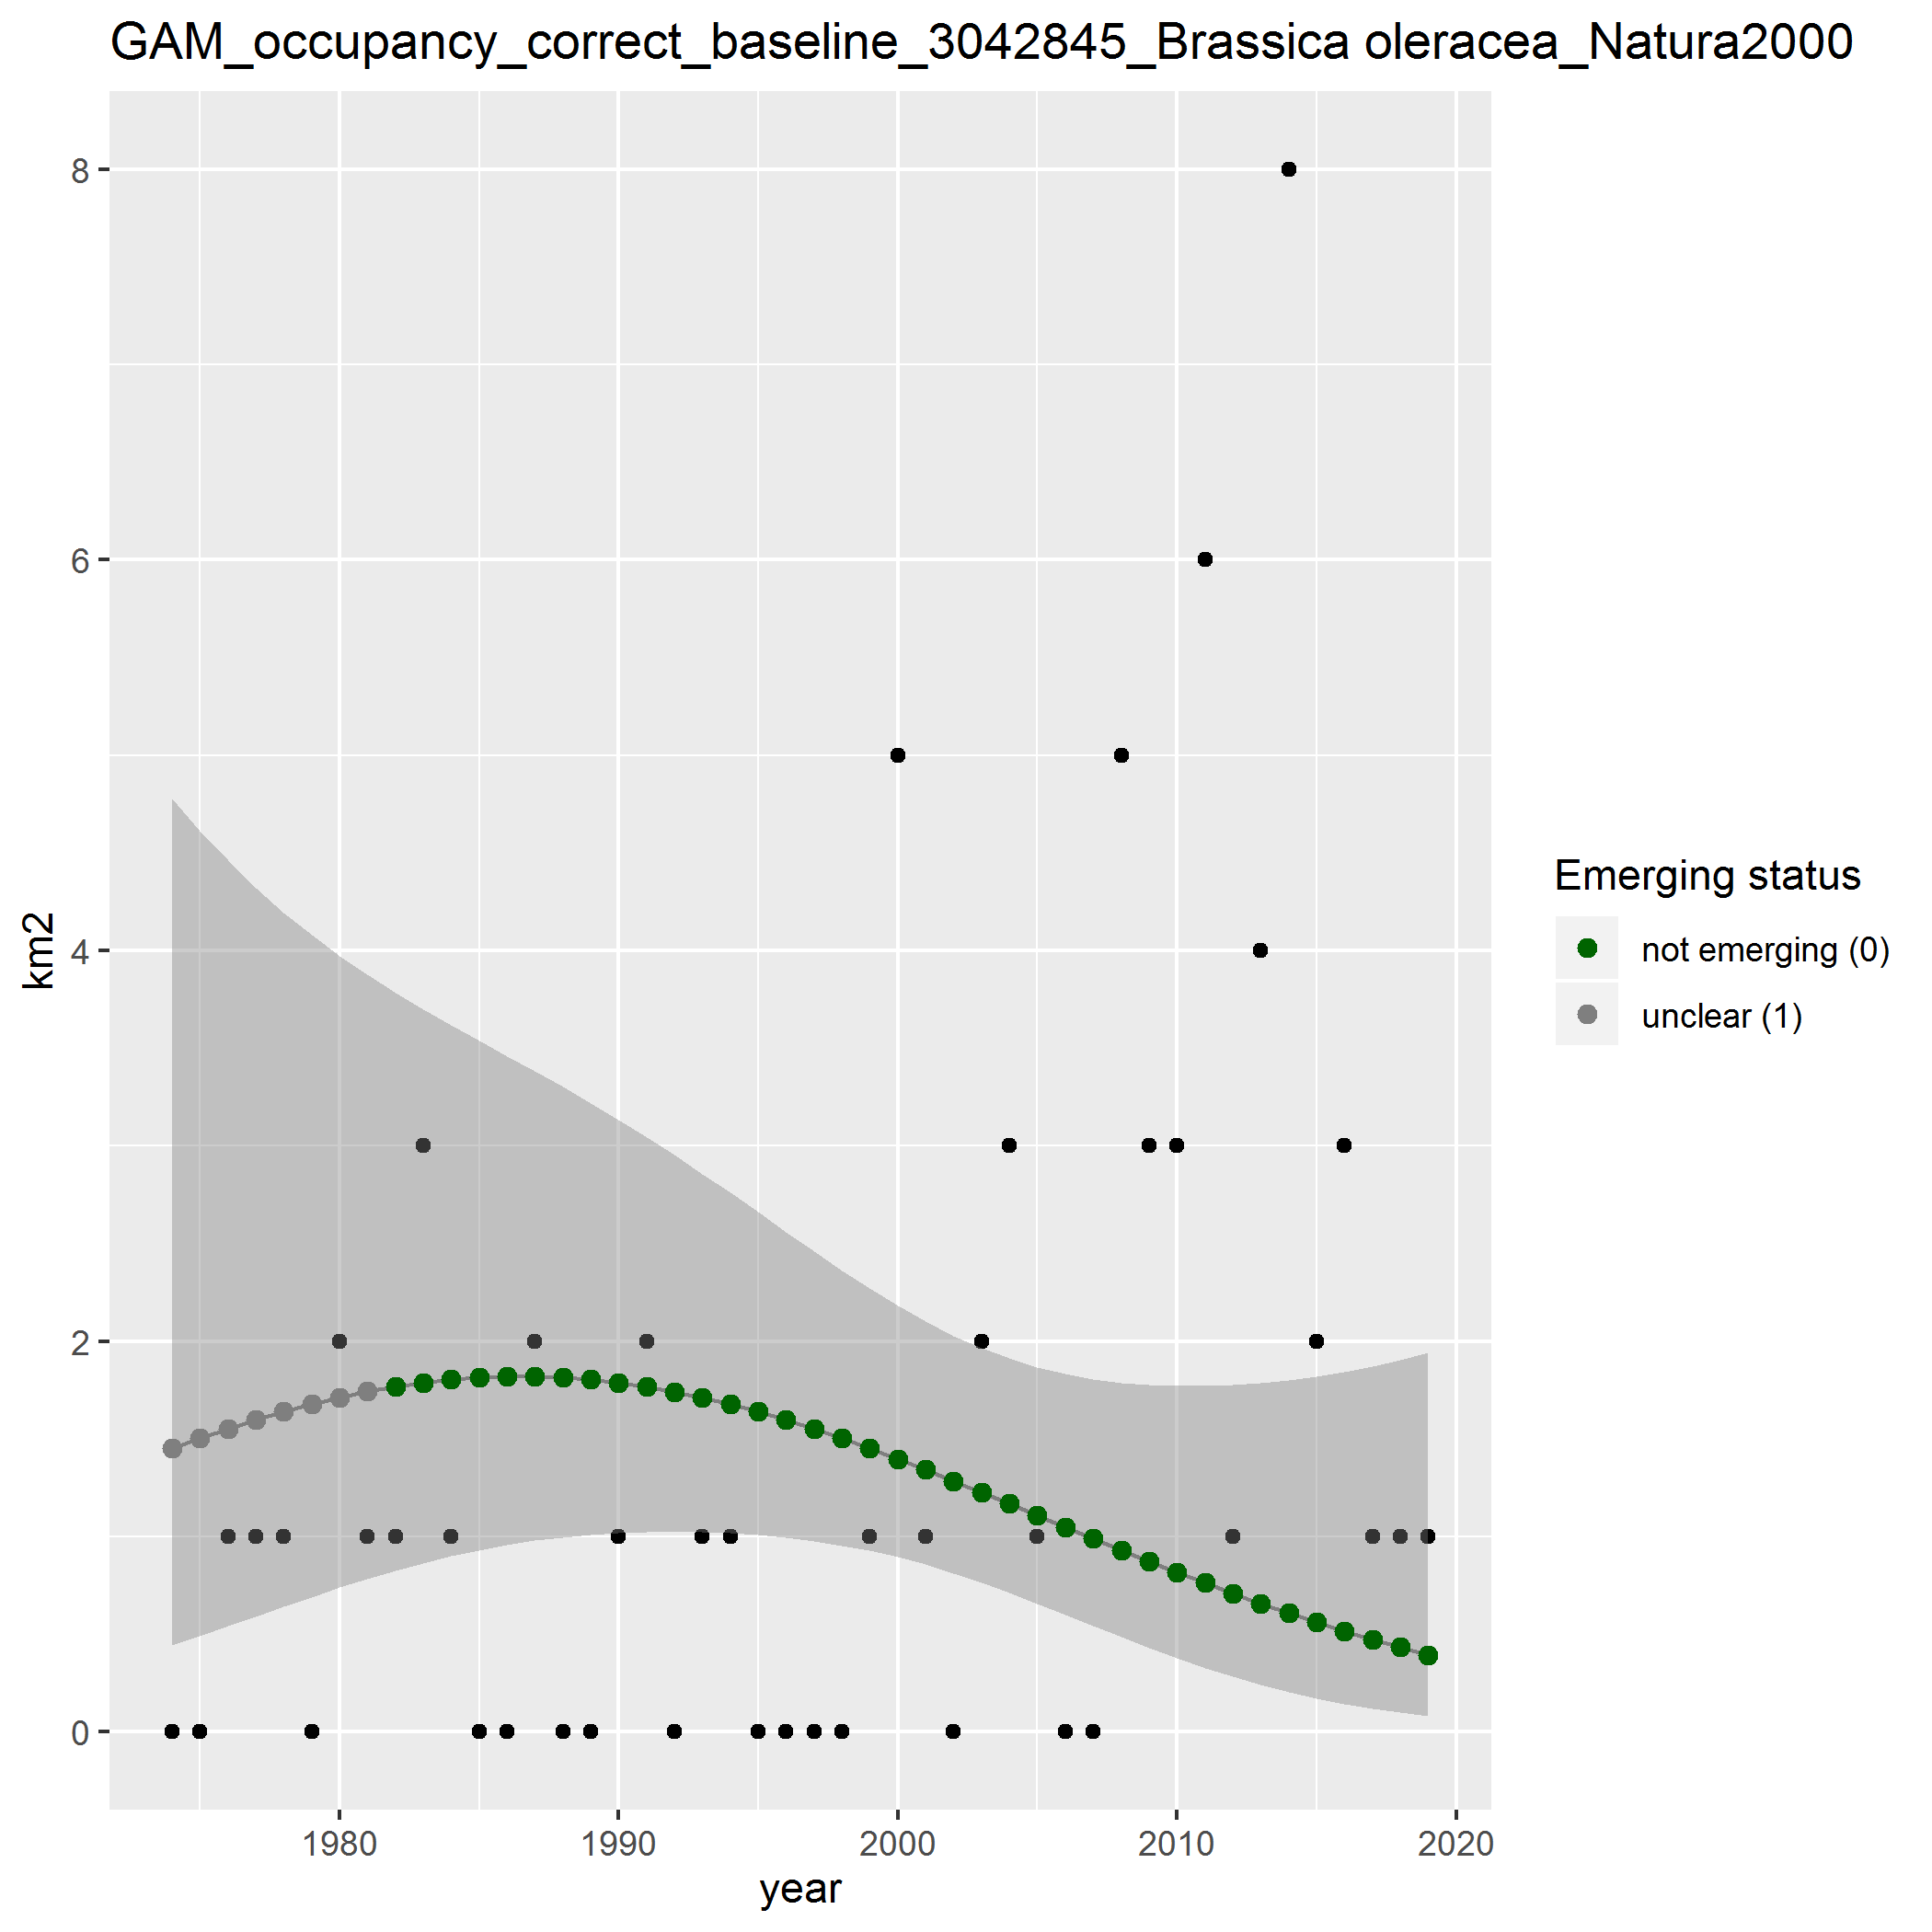 GAM_occupancy_correct_baseline_3042845_Brassica oleracea_Natura2000
8
6
4
2
0
km2
1980 1990 2000 2010 2020
year
Emerging status
not emerging (0)
unclear (1)